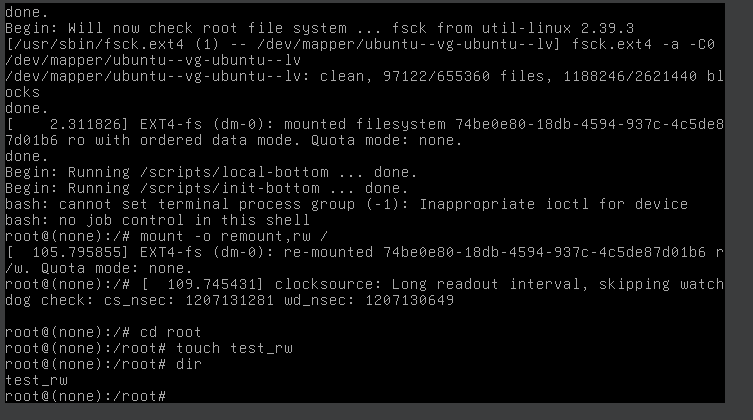 done.
Begin: Will now check root file system ... fsck from util-linux 2.39.3
[/usr/sbin/fsck.ext4 (1) -- /dev/mapper/ubuntu--vg-ubuntu--lv] fsck.ext4 -a -C0
/dev/mapper/ubuntu--vg-ubuntu--lv
/dev/mapper/ubuntu--vg-ubuntu--lv: clean, 97122/655360 files, 1188246/2621440 bl
ocks
done.
[    2.311826] EXT4-fs (dm-0): mounted filesystem 74be0e80-18db-4594-937c-4c5de8
7d01b6 ro with ordered data mode. Quota mode: none.
done.
Begin: Running /scripts/local-bottom ... done.
Begin: Running /scripts/init-bottom ... done.
bash: cannot set terminal process group (-1): Inappropriate ioctl for device
bash: no job control in this shell
root@(none):/# mount -o remount,rw /
[  105.795855] EXT4-fs (dm-0): re-mounted 74be0e80-18db-4594-937c-4c5de87d01b6 r
/w. Quota mode: none.
root@(none):/# [  109.745431] clocksource: Long readout interval, skipping watch
dog check: cs_nsec: 1207131281 wd_nsec: 1207130649
root@(none):/# cd root
root@(none):/root# touch test_rw
root@(none):/root# dir
test_rw
root@(none):/root#